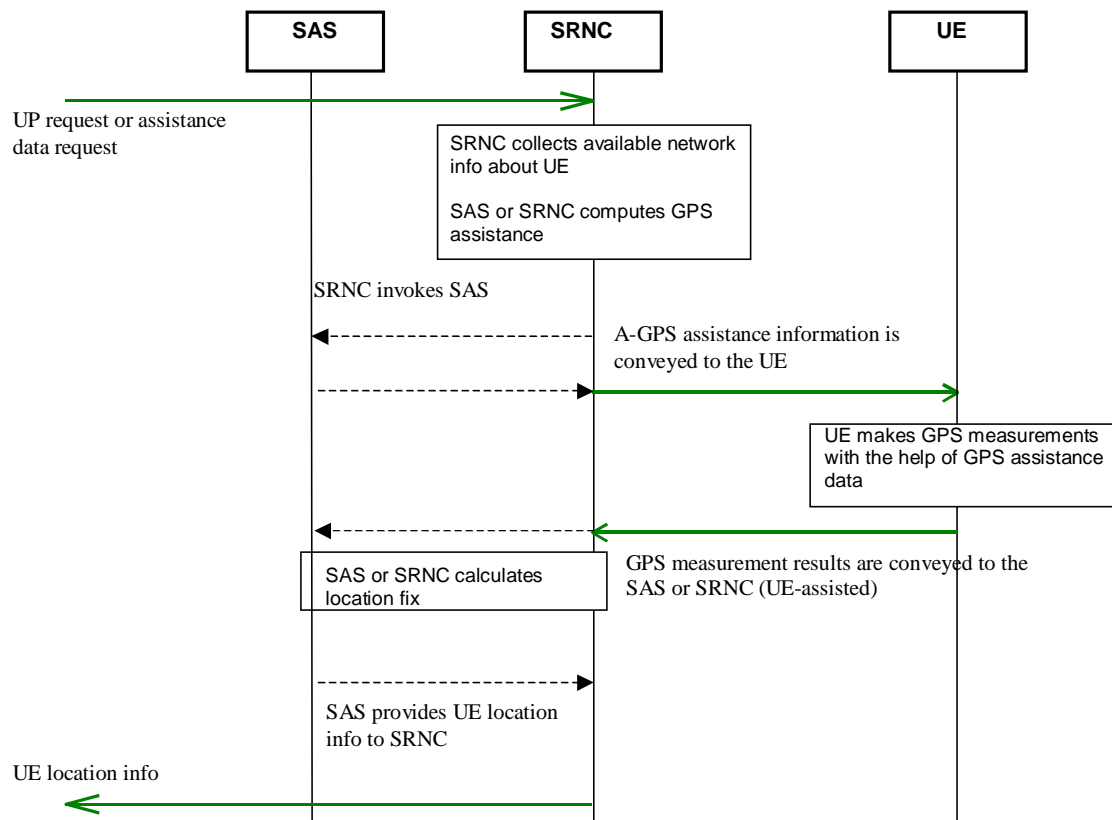 SAS
SRNC
UE
UP request or assistance
data request
SRNC collects available network
info about UE
SAS or SRNC computes GPS
assistance
SRNC invokes SAS
A-GPS assistance information is
conveyed to the UE
UE makes GPS measurements
with the help of GPS assistance
data
GPS measurement results are conveyed to the
SAS or SRNC (UE-assisted)
SAS or SRNC calculates
location fix
SAS provides UE location
info to SRNC
UE location info